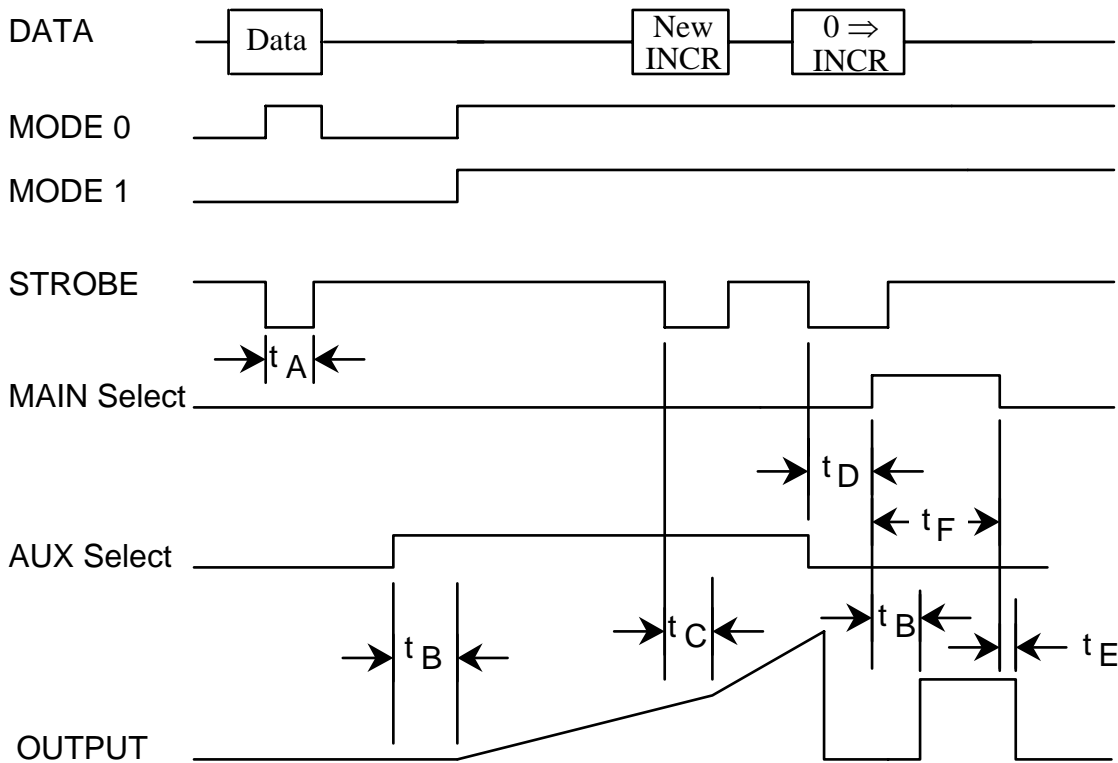 DATA
Data
New
INCR
0 ⇒
INCR
MODE 0
MODE 1
STROBE
t A
MAIN Select
t D
t F
AUX Select
t B
t C
t B
t E
OUTPUT